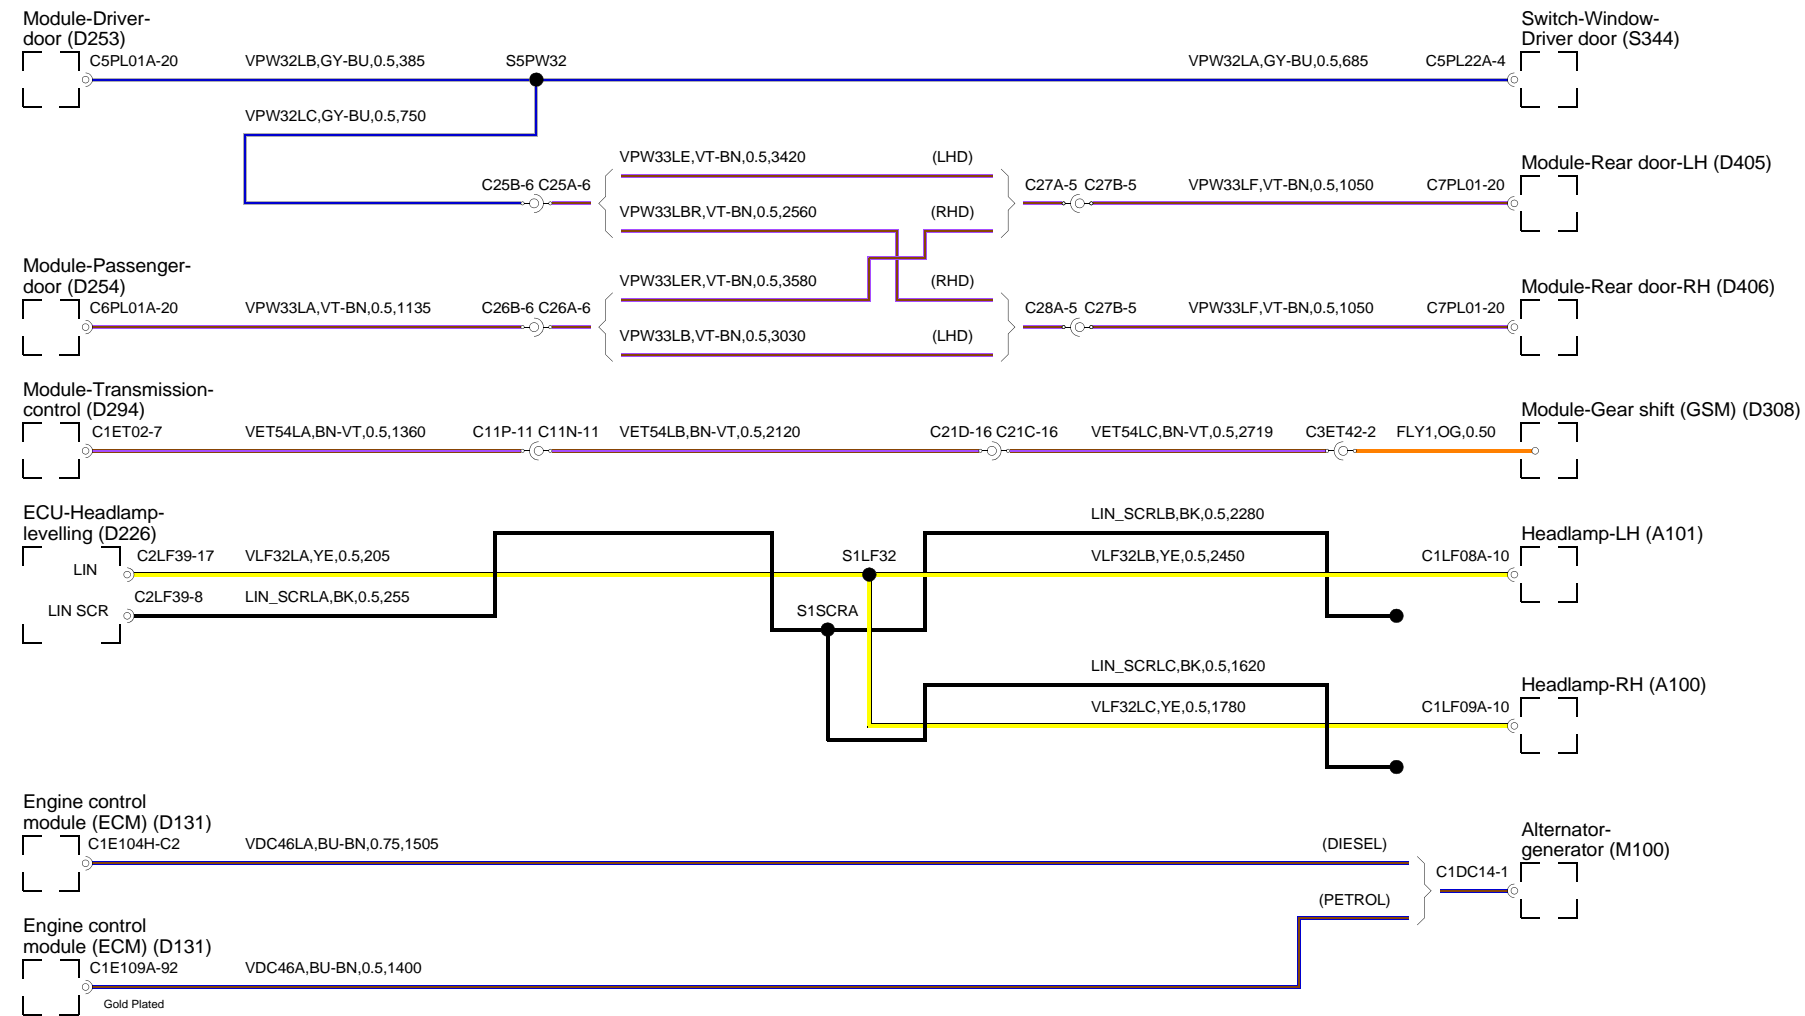 Module-Driver-
door (D253)
Switch-Window-
Driver door (S344)
C5PL01A-20 VPW32LB,GY-BU,0.5,385 S5PW32 VPW32LA,GY-BU,0.5,685 C5PL22A-4
VPW32LC,GY-BU,0.5,750
VPW33LE,VT-BN,0.5,3420 (LHD)
Module-Rear door-LH (D405)
C25B-6 C25A-6 C27A-5 C27B-5 VPW33LF,VT-BN,0.5,1050 C7PL01-20
VPW33LBR,VT-BN,0.5,2560 (RHD)
Module-Passenger-
door (D254)
VPW33LER,VT-BN,0.5,3580 (RHD)
Module-Rear door-RH (D406)
C6PL01A-20 VPW33LA,VT-BN,0.5,1135 C26B-6 C26A-6 C28A-5 C27B-5 VPW33LF,VT-BN,0.5,1050 C7PL01-20
VPW33LB,VT-BN,0.5,3030 (LHD)
Module-Transmission-
control (D294)
Module-Gear shift (GSM) (D308)
C1ET02-7 VET54LA,BN-VT,0.5,1360 C11P-11 C11N-11 VET54LB,BN-VT,0.5,2120 C21D-16 C21C-16 VET54LC,BN-VT,0.5,2719 C3ET42-2 FLY1,OG,0.50
ECU-Headlamp-
levelling (D226)
LIN_SCRLB,BK,0.5,2280
Headlamp-LH (A101)
LIN C2LF39-17 VLF32LA,YE,0.5,205 S1LF32 VLF32LB,YE,0.5,2450 C1LF08A-10
LIN SCR C2LF39-8 LIN_SCRLA,BK,0.5,255 S1SCRA
LIN_SCRLC,BK,0.5,1620
Headlamp-RH (A100)
VLF32LC,YE,0.5,1780 C1LF09A-10
Engine control
module (ECM) (D131)
Alternator-
generator (M100)
C1E104H-C2 VDC46LA,BU-BN,0.75,1505 (DIESEL)
C1DC14-1
(PETROL)
Engine control
module (ECM) (D131)
C1E109A-92 VDC46A,BU-BN,0.5,1400
Gold Plated